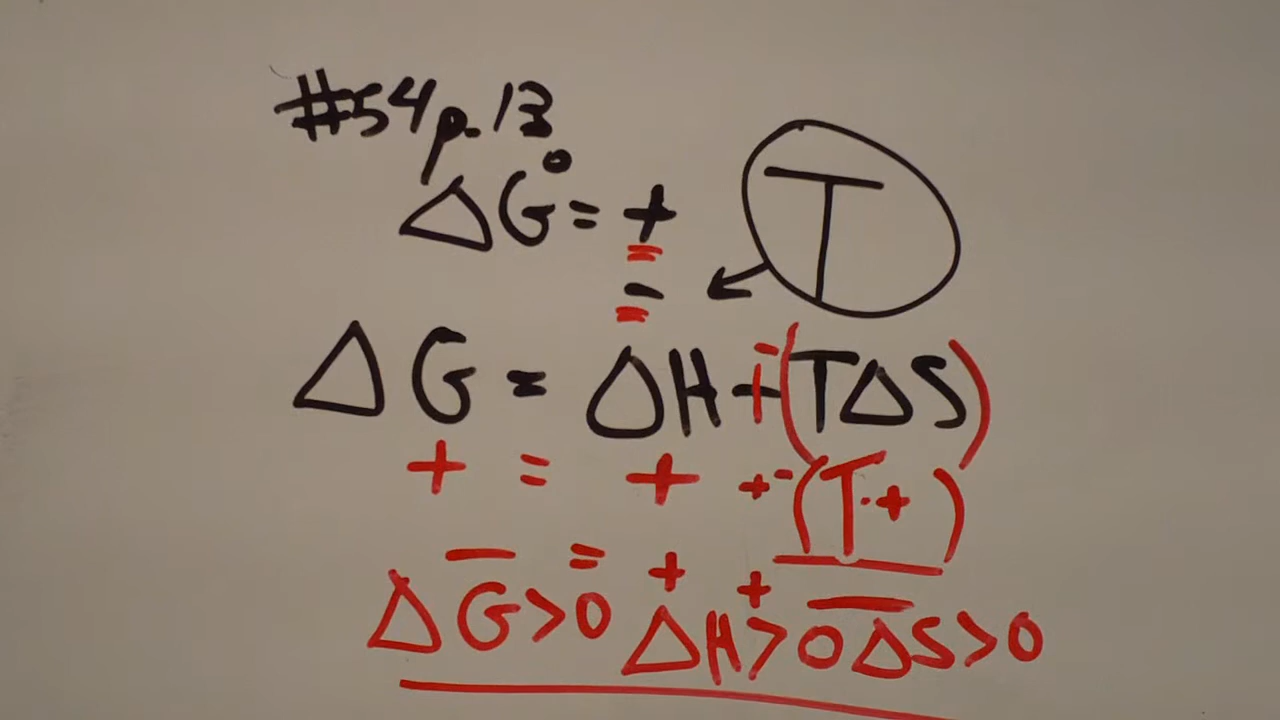 #54 p. 13
ΔG° = + T
-
ΔG = ΔH +-(TΔS)
+ = + +-(T·+)
- = + + -
ΔG>0 ΔH>0 ΔS>0